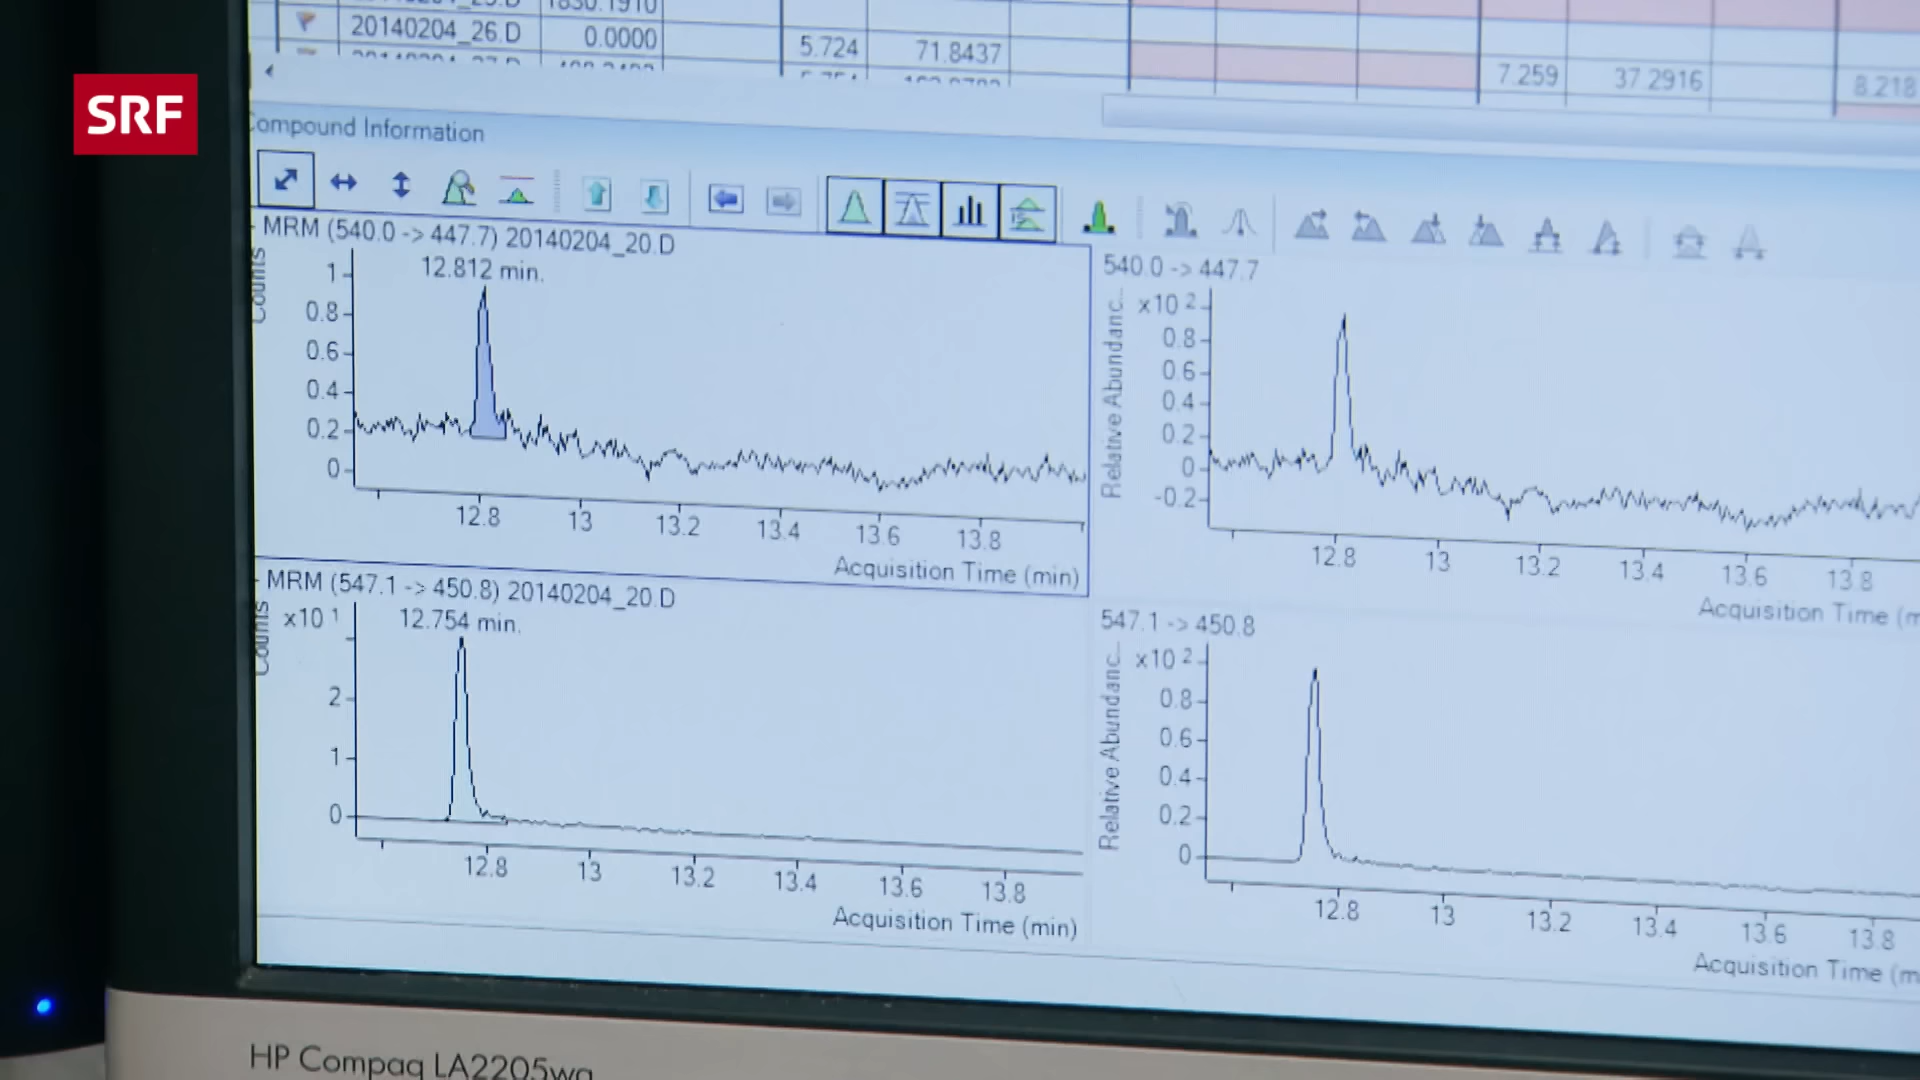 1830.1910
20140204_26.D 0.0000 5.724 71.8437
7.259 37.2916 8.218
SRF
Compound Information
MRM (540.0 -> 447.7) 20140204_20.D
12.812 min.
Counts
1
0.8
0.6
0.4
0.2
0
12.8 13 13.2 13.4 13.6 13.8
Acquisition Time (min)
540.0 -> 447.7
Relative Abundanc...
x10 2
0.8
0.6
0.4
0.2
0
-0.2
12.8 13 13.2 13.4 13.6 13.8
Acquisition Time (m
MRM (547.1 -> 450.8) 20140204_20.D
12.754 min.
Counts
x10 1
2
1
0
12.8 13 13.2 13.4 13.6 13.8
Acquisition Time (min)
547.1 -> 450.8
Relative Abundanc...
x10 2
0.8
0.6
0.4
0.2
0
12.8 13 13.2 13.4 13.6 13.8
Acquisition Time (m
HP Compaq LA2205wg